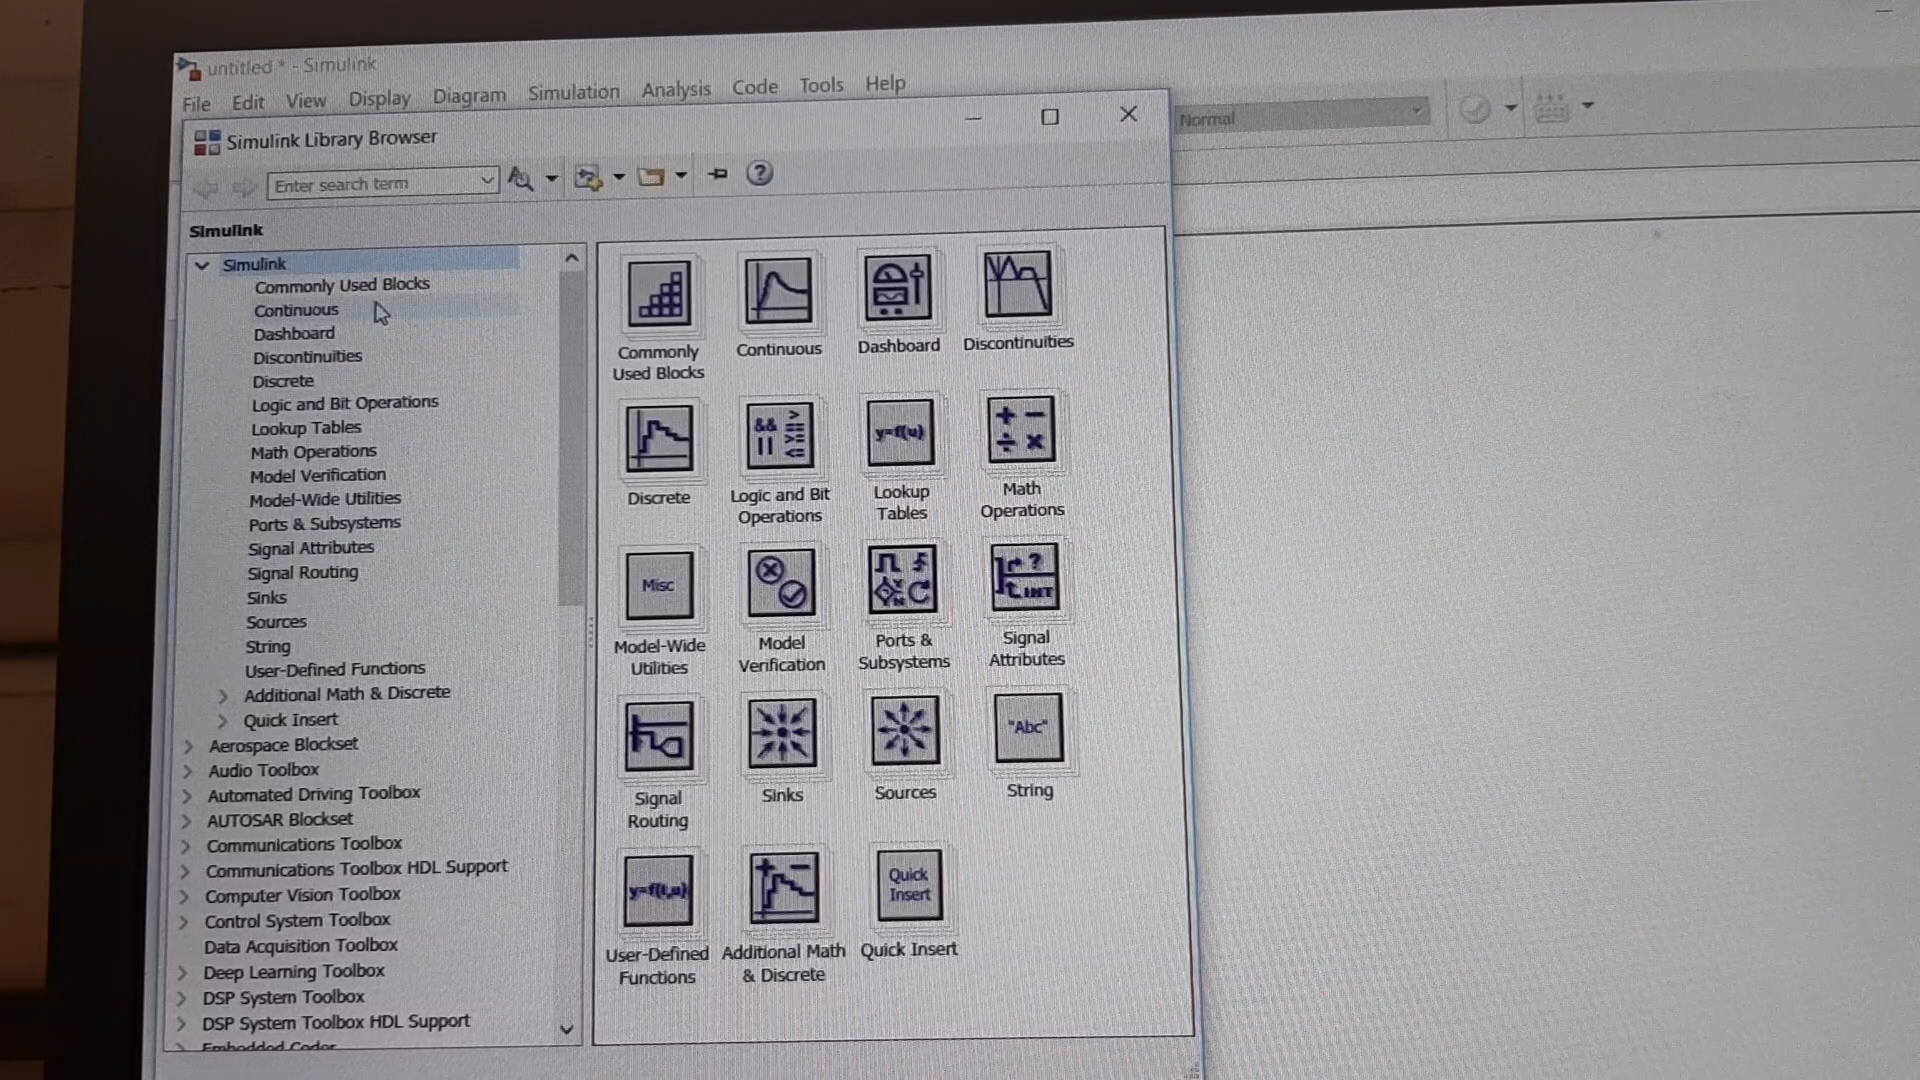 untitled * - Simulink
File Edit View Display Diagram Simulation Analysis Code Tools Help
Normal
Simulink Library Browser
Enter search term
Simulink
Simulink
Commonly Used Blocks
Continuous
Dashboard
Discontinuities
Discrete
Logic and Bit Operations
Lookup Tables
Math Operations
Model Verification
Model-Wide Utilities
Ports & Subsystems
Signal Attributes
Signal Routing
Sinks
Sources
String
User-Defined Functions
Additional Math & Discrete
Quick Insert
Aerospace Blockset
Audio Toolbox
Automated Driving Toolbox
AUTOSAR Blockset
Communications Toolbox
Communications Toolbox HDL Support
Computer Vision Toolbox
Control System Toolbox
Data Acquisition Toolbox
Deep Learning Toolbox
DSP System Toolbox
DSP System Toolbox HDL Support
Embedded Coder
Commonly
Used Blocks
Continuous
Dashboard
Discontinuities
Discrete
&& || > == >= <=
Logic and Bit
Operations
y=f(u)
Lookup
Tables
+ − ÷ ×
Math
Operations
Misc
Model-Wide
Utilities
Model
Verification
Ports &
Subsystems
? INT
Signal
Attributes
Signal
Routing
Sinks
Sources
"Abc"
String
y=f(t,u)
User-Defined
Functions
Additional Math
& Discrete
Quick
Insert
Quick Insert